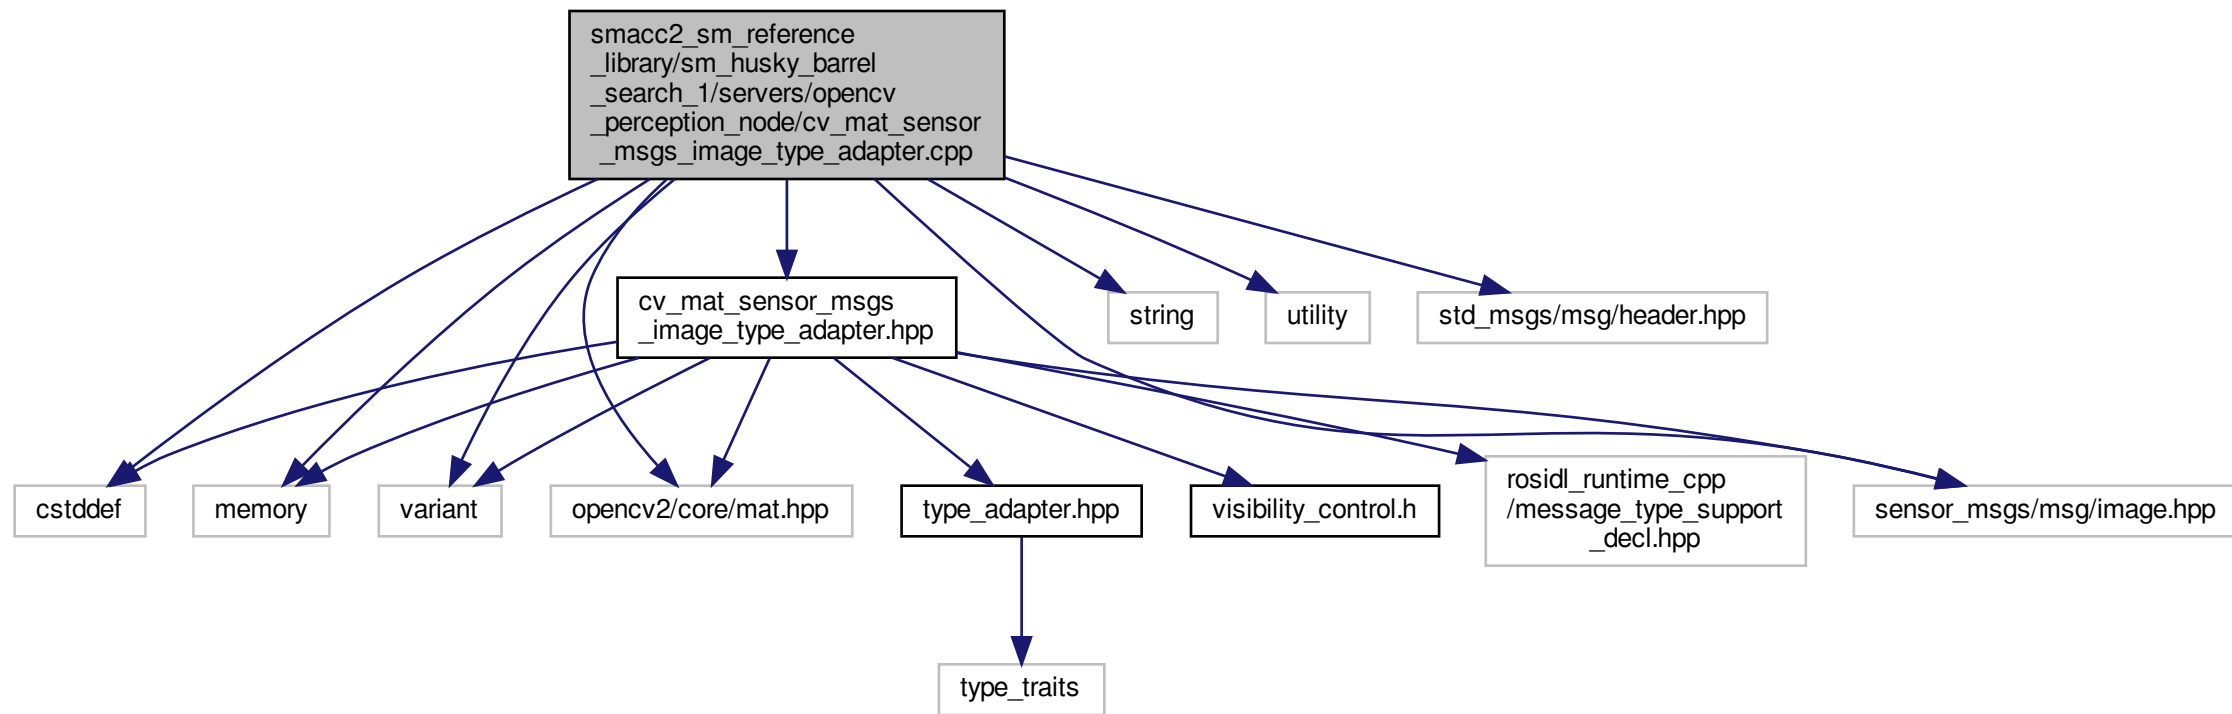 smacc2_sm_reference
_library/sm_husky_barrel
_search_1/servers/opencv
_perception_node/cv_mat_sensor
_msgs_image_type_adapter.cpp
cv_mat_sensor_msgs
_image_type_adapter.hpp
string
utility
std_msgs/msg/header.hpp
cstddef
memory
variant
opencv2/core/mat.hpp
type_adapter.hpp
visibility_control.h
rosidl_runtime_cpp
/message_type_support
_decl.hpp
sensor_msgs/msg/image.hpp
type_traits